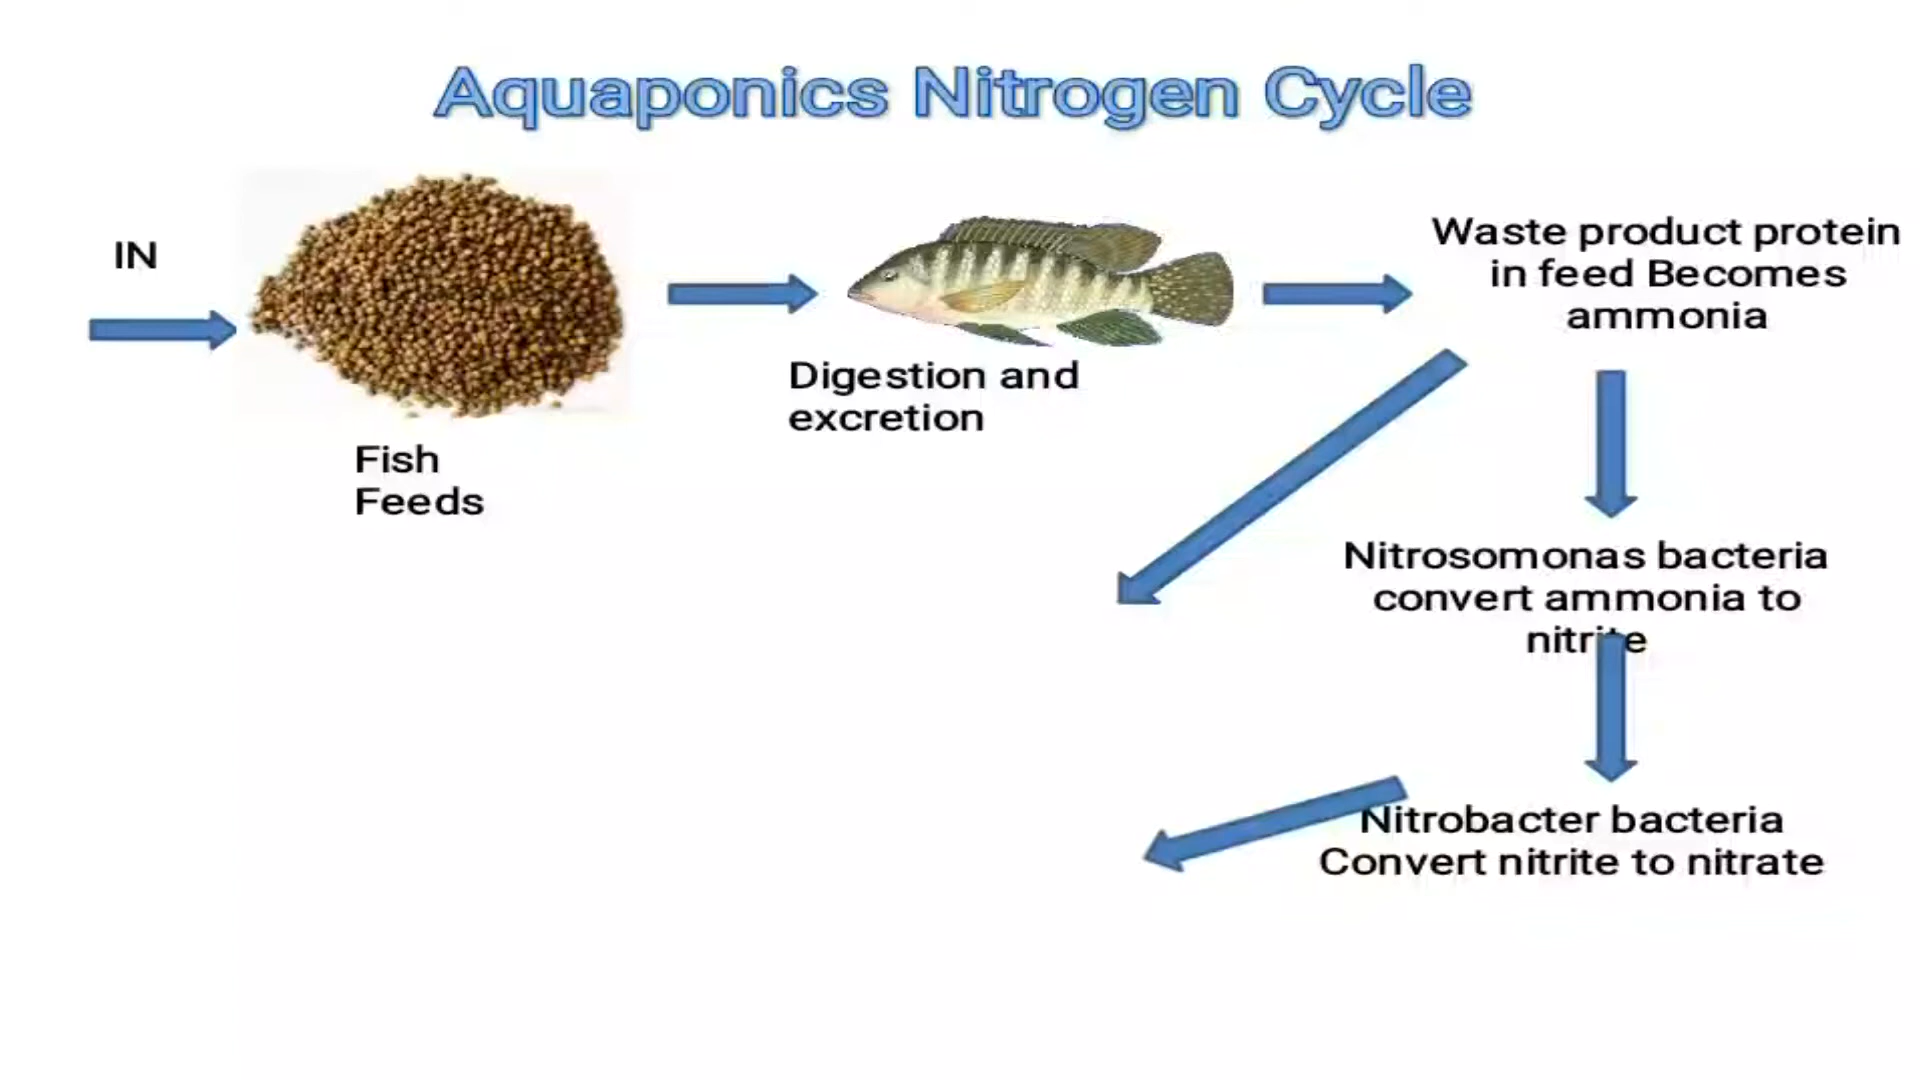 Aquaponics Nitrogen Cycle
IN
Fish
Feeds
Digestion and
excretion
Waste product protein
in feed Becomes
ammonia
Nitrosomonas bacteria
convert ammonia to
nitrite
Nitrobacter bacteria
Convert nitrite to nitrate